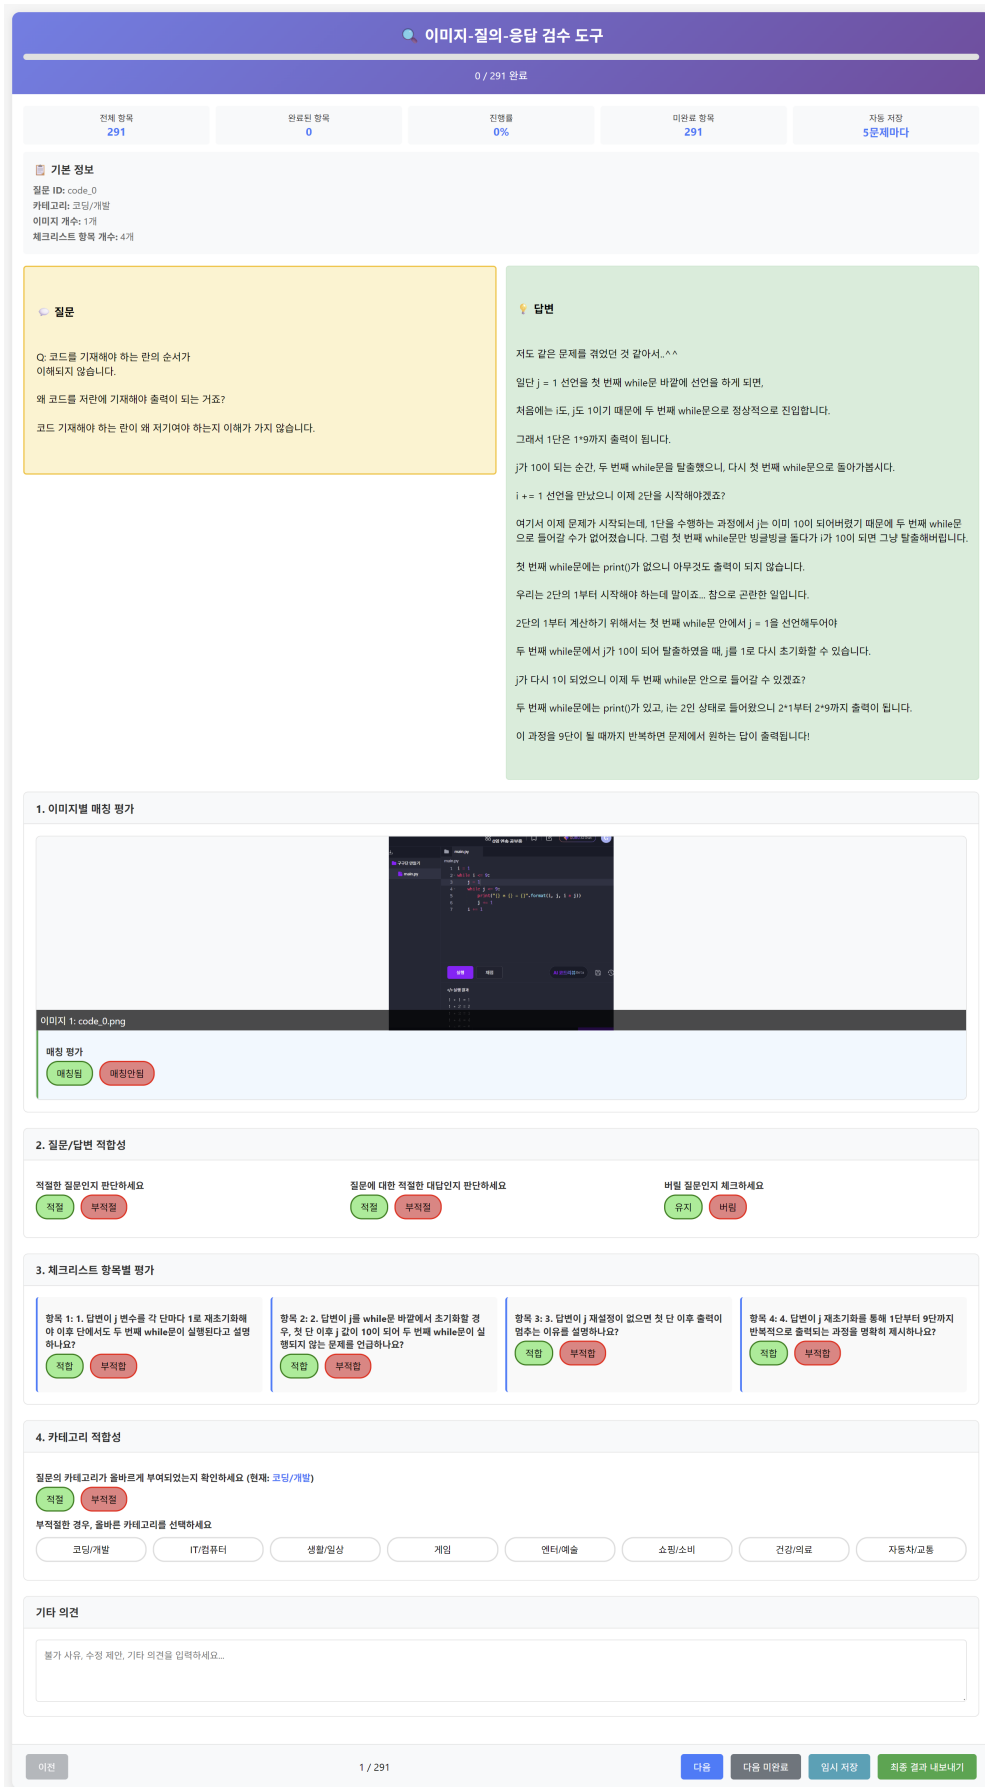 이미지-질의-응답 검수 도구
0 / 291 완료
전체 항목
291
완료된 항목
0
진행률
0%
미완료 항목
291
자동 저장
5문제마다
기본 정보
질문 ID: code_0
카테고리: 코딩/개발
이미지 개수: 1개
체크리스트 항목 개수: 4개
질문
Q: 코드를 기재해야 하는 란의 순서가
이해되지 않습니다.
왜 코드를 저란에 기재해야 출력이 되는 거죠?
코드 기재해야 하는 란이 왜 저기여야 하는지 이해가 가지 않습니다.
답변
저도 같은 문제를 겪었던 것 같아서..^^
일단 j = 1 선언을 첫 번째 while문 바깥에 선언을 하게 되면,
처음에는 i도, j도 1이기 때문에 두 번째 while문으로 정상적으로 진입합니다.
그래서 1단은 1*9까지 출력이 됩니다.
j가 10이 되는 순간, 두 번째 while문을 탈출했으니, 다시 첫 번째 while문으로 돌아가봅시다.
i += 1 선언을 만났으니 이제 2단을 시작해야겠죠?
여기서 이제 문제가 시작되는데, 1단을 수행하는 과정에서 j는 이미 10이 되어버렸기 때문에 두 번째 while문
으로 들어갈 수가 없어졌습니다. 그럼 첫 번째 while문만 빙글빙글 돌다가 i가 10이 되면 그냥 탈출해버립니다.
첫 번째 while문에는 print()가 없으니 아무것도 출력이 되지 않습니다.
우리는 2단의 1부터 시작해야 하는데 말이죠... 참으로 곤란한 일입니다.
2단의 1부터 계산하기 위해서는 첫 번째 while문 안에서 j = 1을 선언해두어야
두 번째 while문에서 j가 10이 되어 탈출하였을 때, j를 1로 다시 초기화할 수 있습니다.
j가 다시 1이 되었으니 이제 두 번째 while문 안으로 들어갈 수 있겠죠?
두 번째 while문에는 print()가 있고, i는 2인 상태로 들어왔으니 2*1부터 2*9까지 출력이 됩니다.
이 과정을 9단이 될 때까지 반복하면 문제에서 원하는 답이 출력됩니다!
1. 이미지별 매칭 평가
main.py
구구단 만들기
main.py
main.py
1 i = 1
2 while i <= 9:
3 j = 1
4 while j <= 9:
5 print("{} x {} = {}".format(i, j, i * j))
6 j += 1
7 i += 1
실행
</> 실행 결과
이미지 1: code_0.png
매칭 평가
매칭됨
매칭안됨
2. 질문/답변 적합성
적절한 질문인지 판단하세요
적절
부적절
질문에 대한 적절한 대답인지 판단하세요
적절
부적절
버릴 질문인지 체크하세요
유지
버림
3. 체크리스트 항목별 평가
항목 1: 1. 답변이 j 변수를 각 단마다 1로 재초기화해
야 이후 단에서도 두 번째 while문이 실행된다고 설명
하나요?
적합
부적합
항목 2: 2. 답변이 j를 while문 바깥에서 초기화할 경
우, 첫 단 이후 j 값이 10이 되어 두 번째 while문이 실
행되지 않는 문제를 언급하나요?
적합
부적합
항목 3: 3. 답변이 j 재설정이 없으면 첫 단 이후 출력이
멈추는 이유를 설명하나요?
적합
부적합
항목 4: 4. 답변이 j 재초기화를 통해 1단부터 9단까지
반복적으로 출력되는 과정을 명확히 제시하나요?
적합
부적합
4. 카테고리 적합성
질문의 카테고리가 올바르게 부여되었는지 확인하세요 (현재: 코딩/개발)
적절
부적절
부적절한 경우, 올바른 카테고리를 선택하세요
코딩/개발
IT/컴퓨터
생활/일상
게임
엔터/예술
쇼핑/소비
건강/의료
자동차/교통
기타 의견
불가 사유, 수정 제안, 기타 의견을 입력하세요...
이전
1 / 291
다음
다음 미완료
임시 저장
최종 결과 내보내기